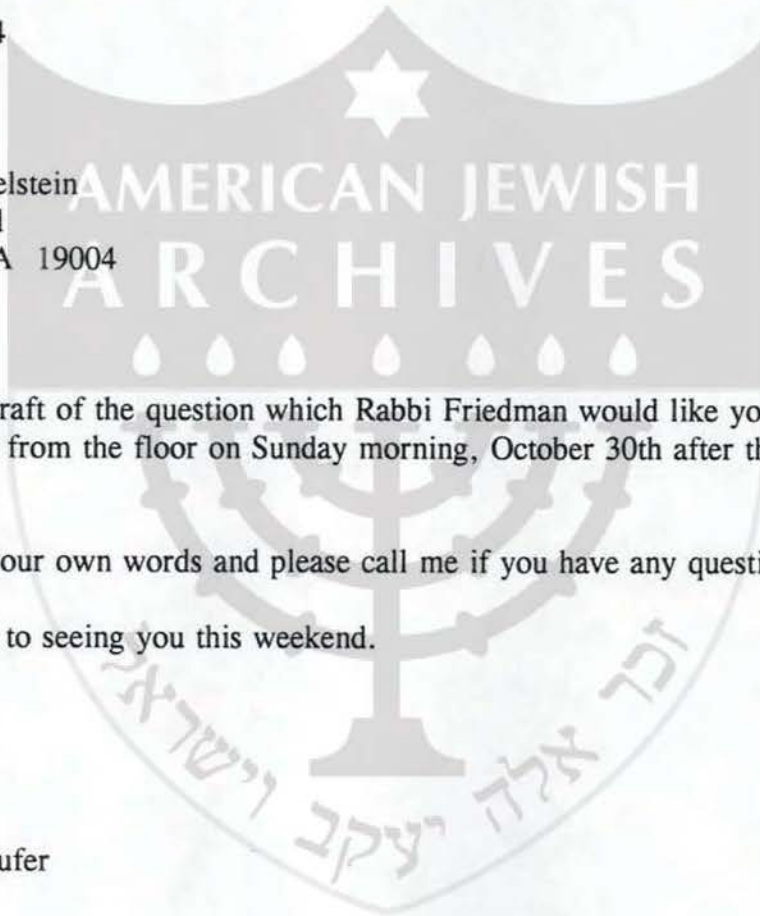 4
elstein
AMERICAN JEWISH
A 19004
ARCHIVES
raft of the question which Rabbi Friedman would like yo
from the floor on Sunday morning, October 30th after th
our own words and please call me if you have any questi
to seeing you this weekend.
זכר אלה יעקב וישראל
ufer